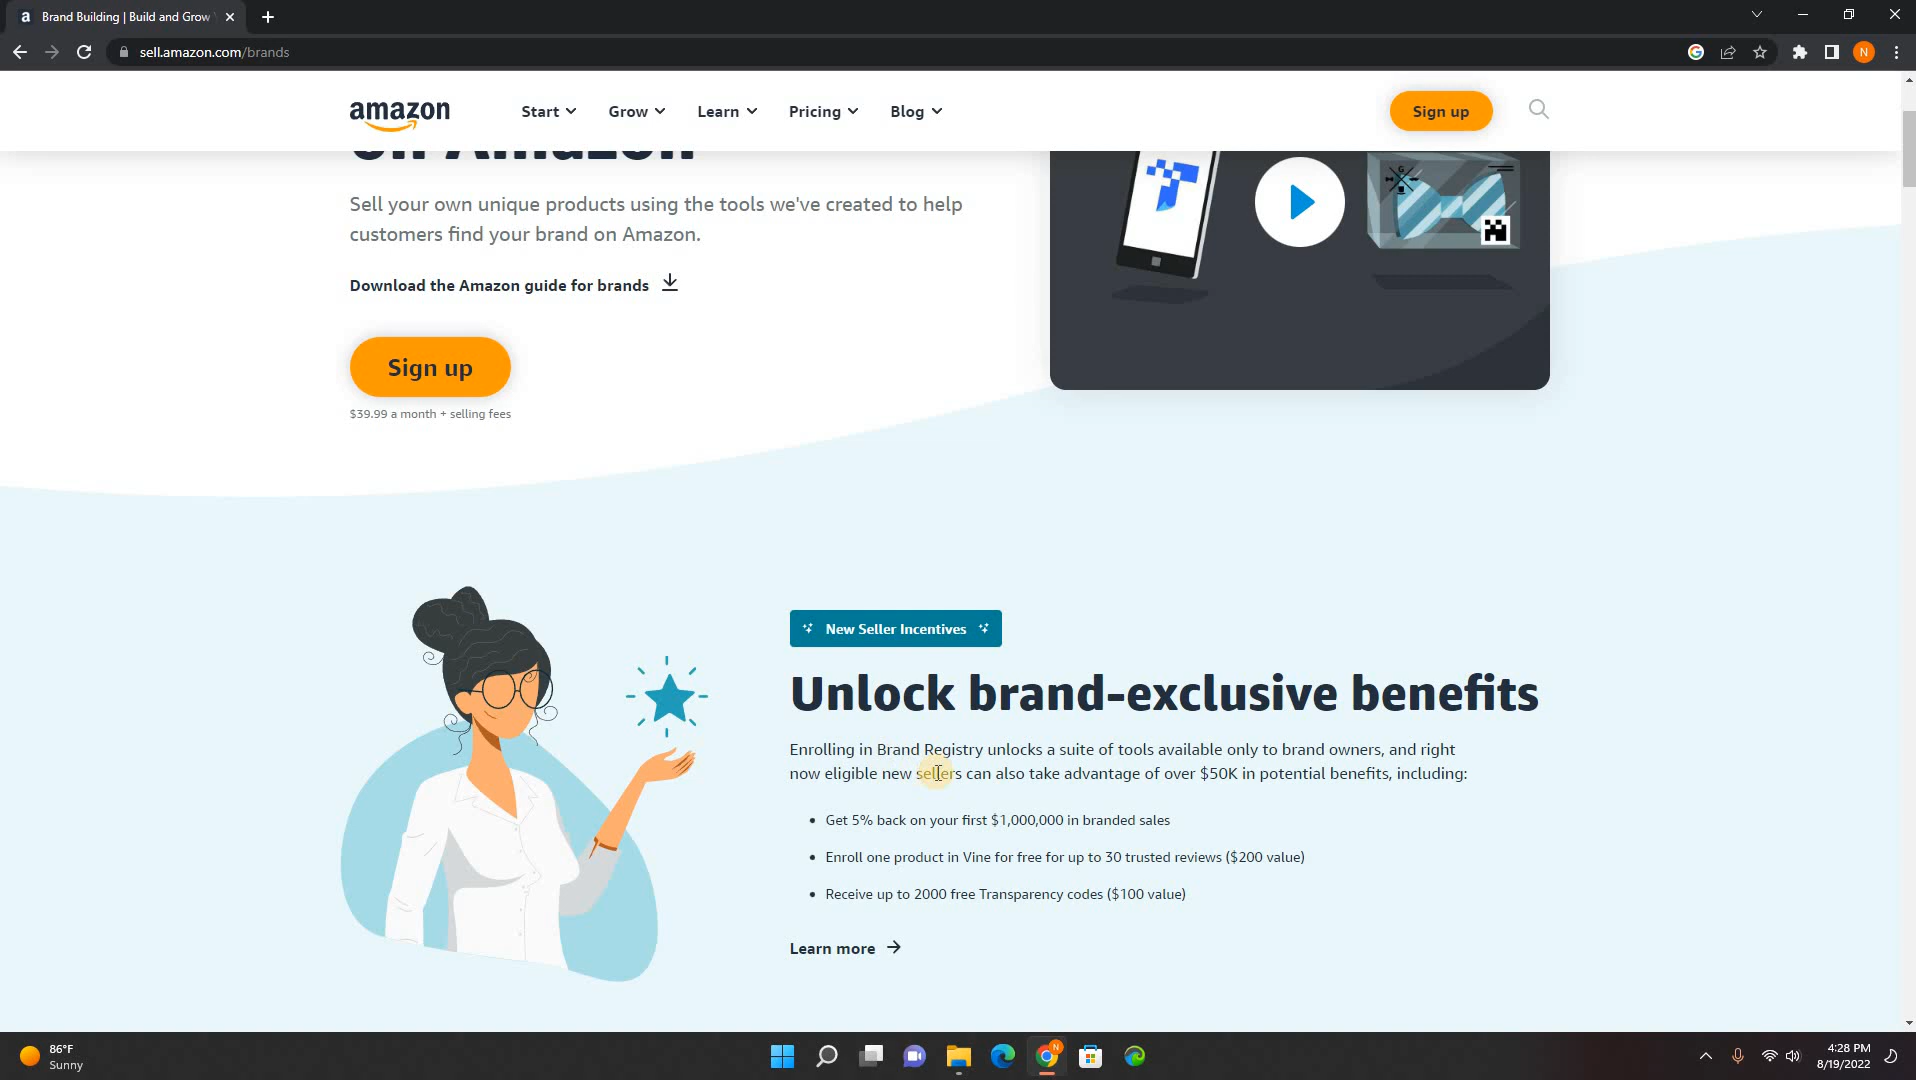 Brand Building | Build and Grow
sell.amazon.com/brands
N
amazon
Start
Grow
Learn
Pricing
Blog
Sign up
on Amazon
Sell your own unique products using the tools we've created to help
customers find your brand on Amazon.
Download the Amazon guide for brands
Sign up
$39.99 a month + selling fees
New Seller Incentives
Unlock brand-exclusive benefits
Enrolling in Brand Registry unlocks a suite of tools available only to brand owners, and right
now eligible new sellers can also take advantage of over $50K in potential benefits, including:
• Get 5% back on your first $1,000,000 in branded sales
• Enroll one product in Vine for free for up to 30 trusted reviews ($200 value)
• Receive up to 2000 free Transparency codes ($100 value)
Learn more
86°F
Sunny
4:28 PM
8/19/2022